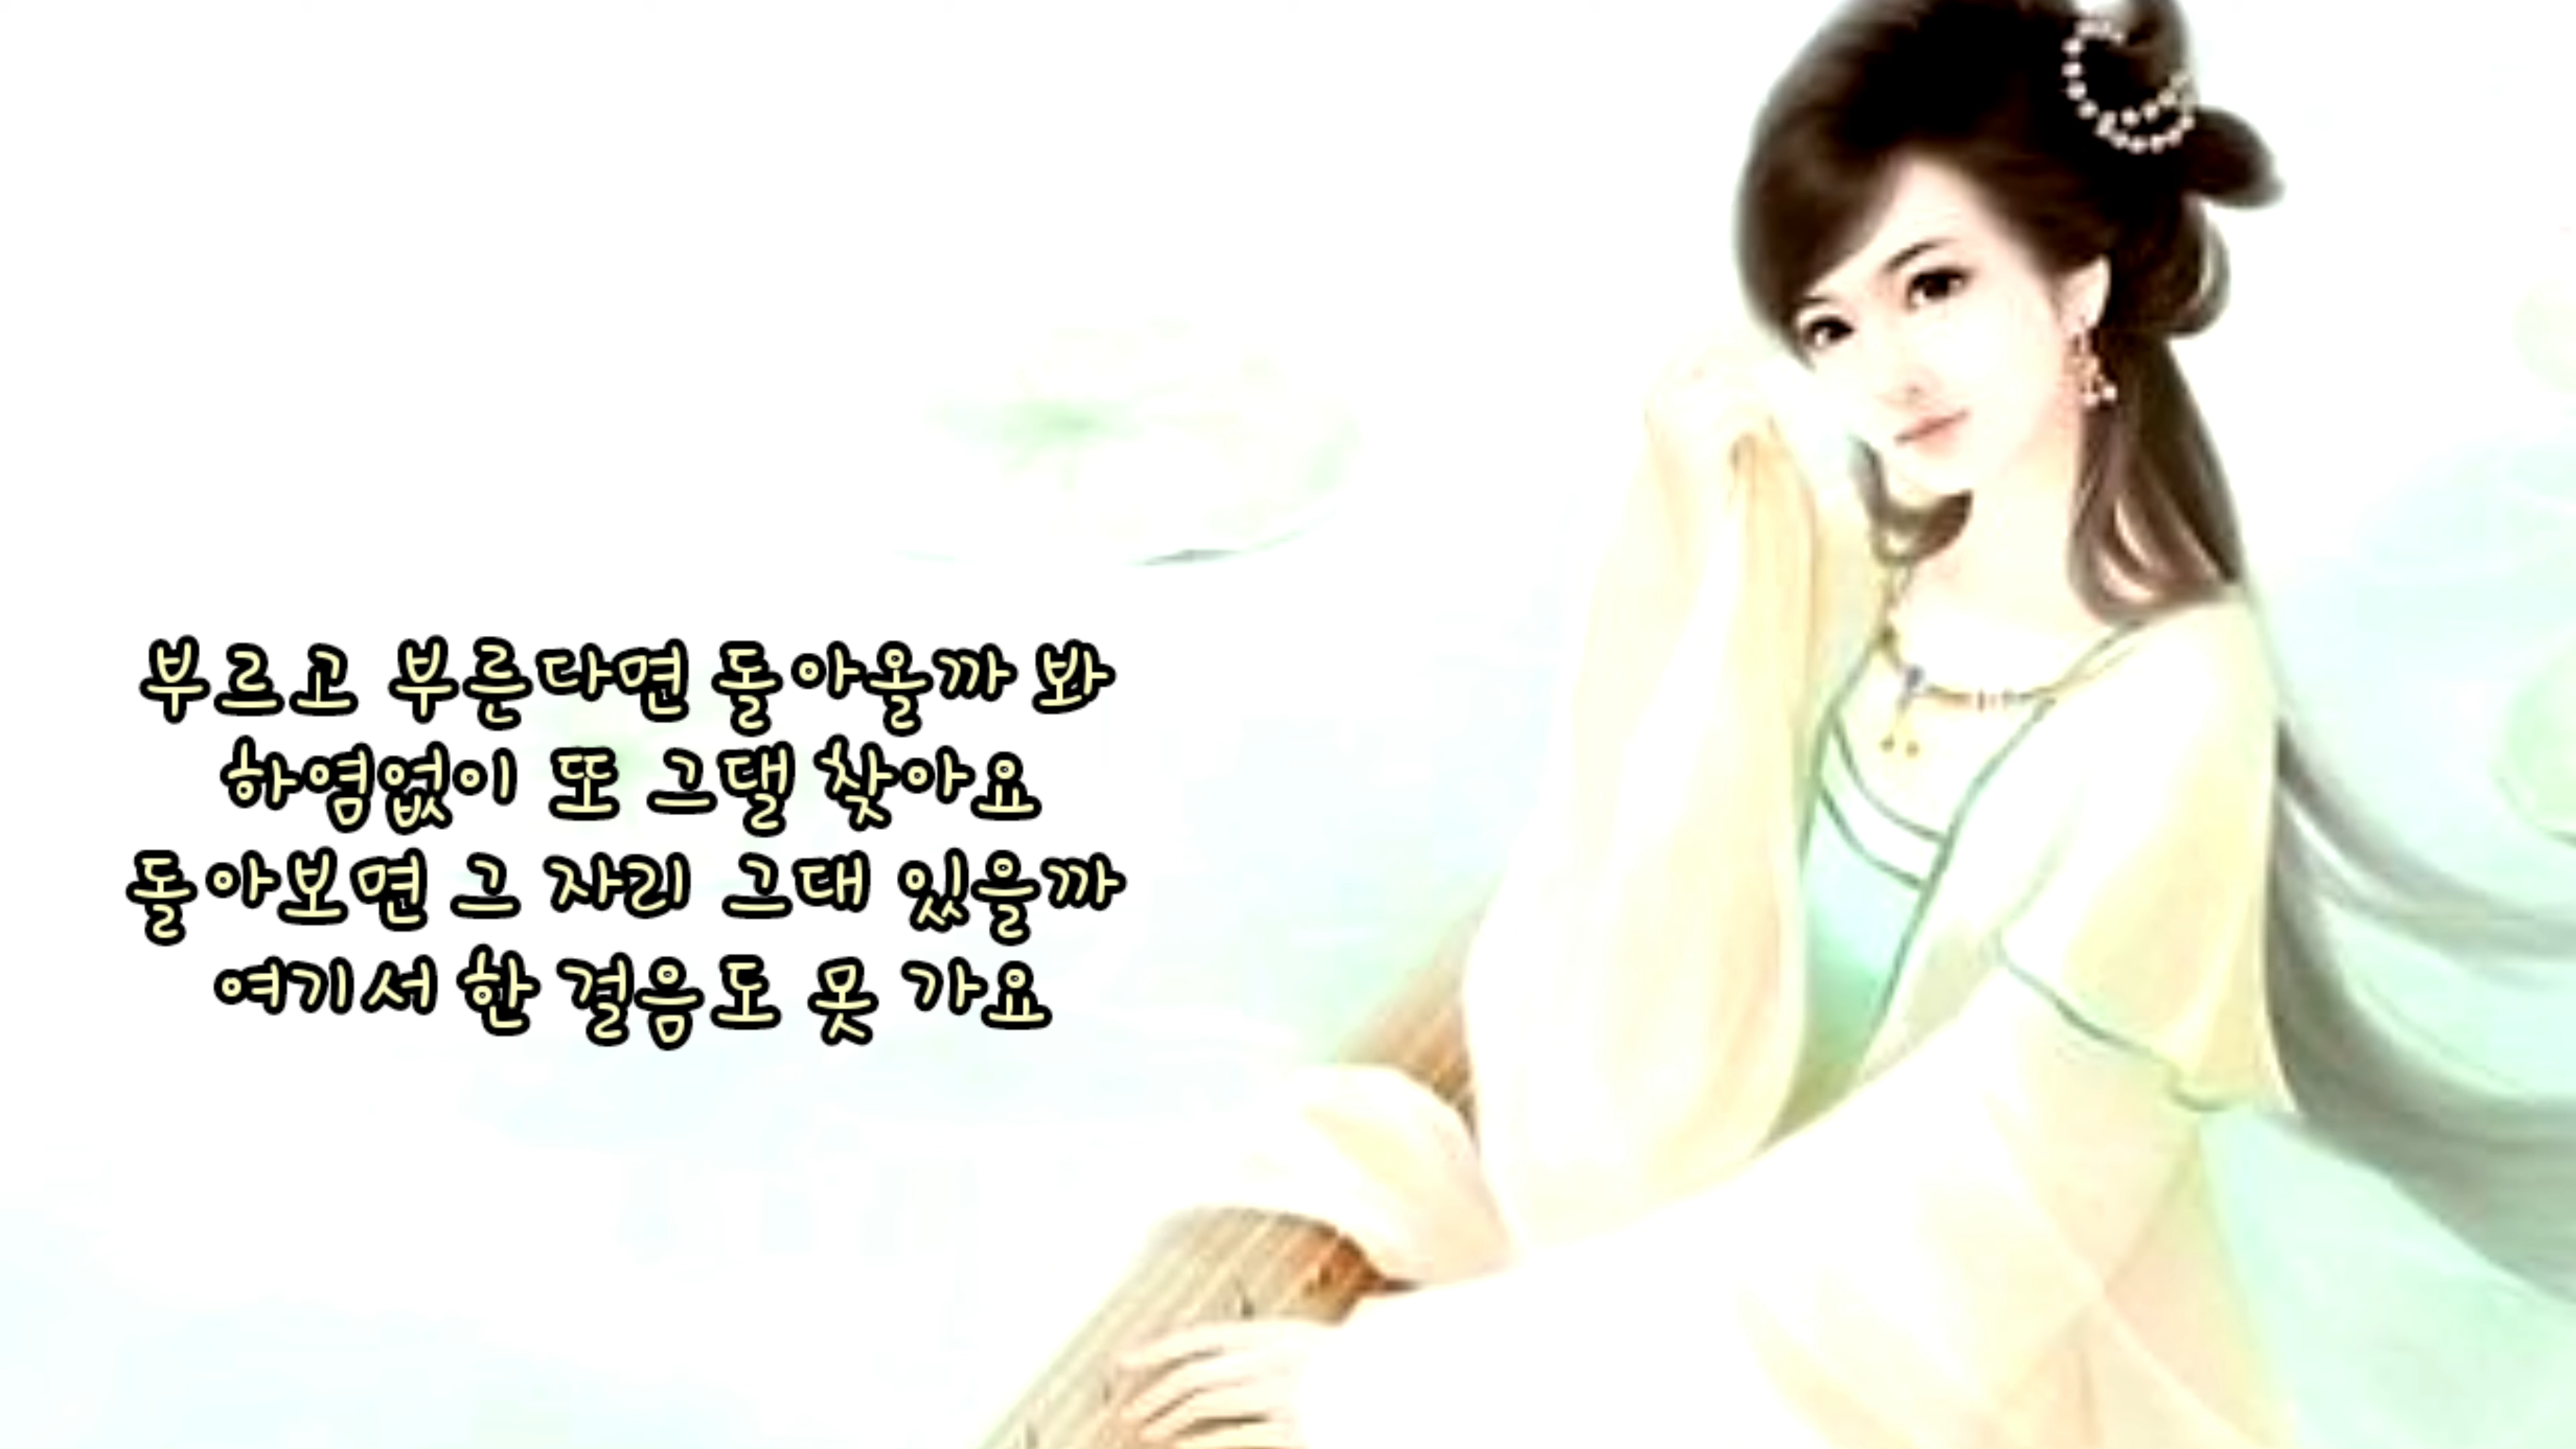 부르고 부른다면 돌아올까 봐
하염없이 또 그댈 찾아요
돌아보면 그 자리 그대 있을까
여기서 한 걸음도 못 가요